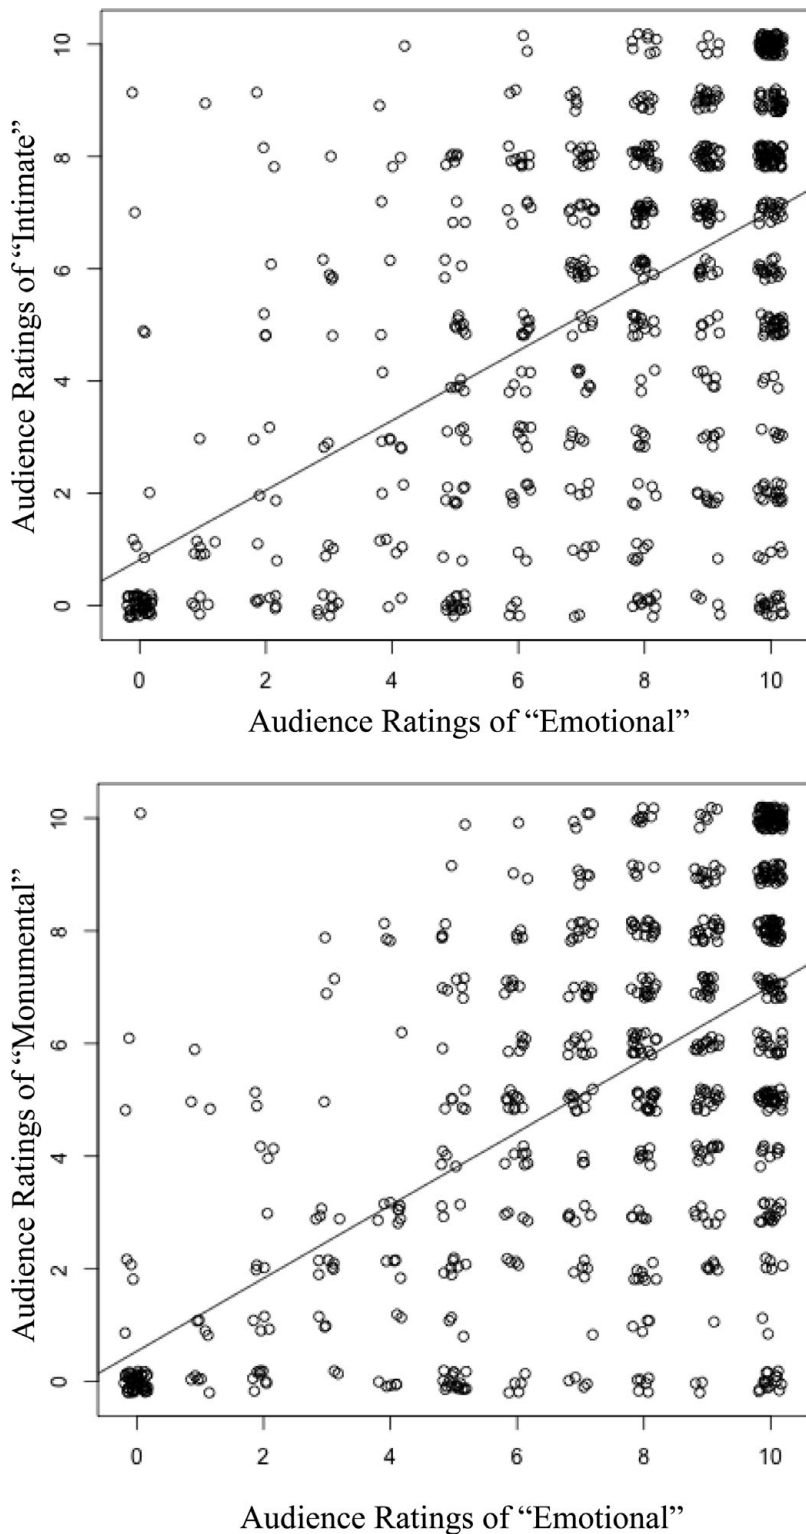 10
8
6
4
2
0
Audience Ratings of “Intimate”
0 2 4 6 8 10
Audience Ratings of “Emotional”
10
8
6
4
2
0
Audience Ratings of “Monumental”
0 2 4 6 8 10
Audience Ratings of “Emotional”